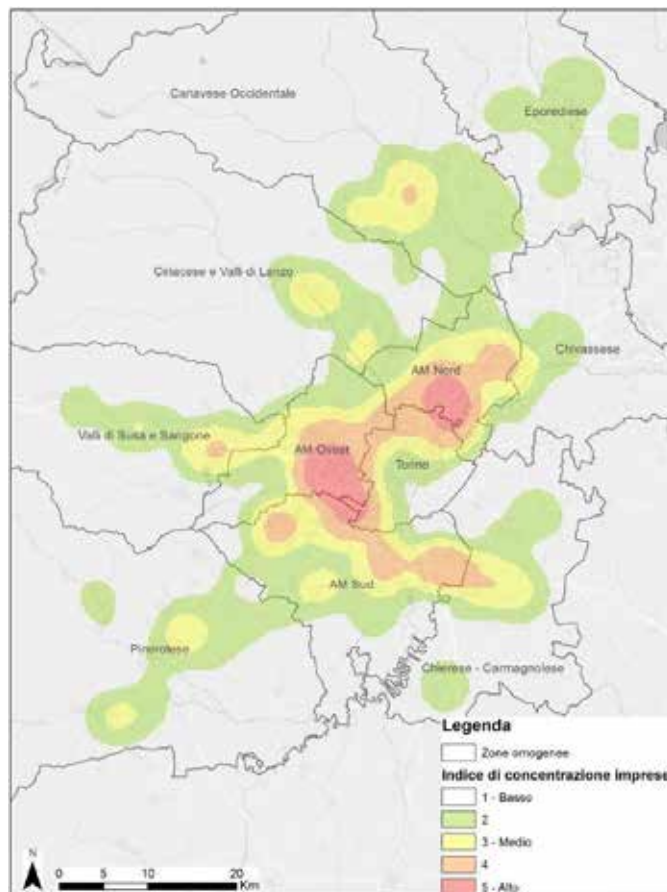 Canavese Occidentale
Eporediese
Ciriacese e Valli di Lanzo
Chivassese
AM Nord
Valli di Susa e Sangone
AM Ovest
Torino
AM Sud
Pinerolese
Chierese - Carmagnolese
Legenda
Zone omogenee
Indice di concentrazione imprese
1 - Basso
2
3 - Medio
4
5 - Alto
N
0 5 10 20
Km